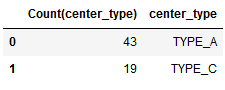 Count(center_type) center_type
0 43 TYPE_A
1 19 TYPE_C